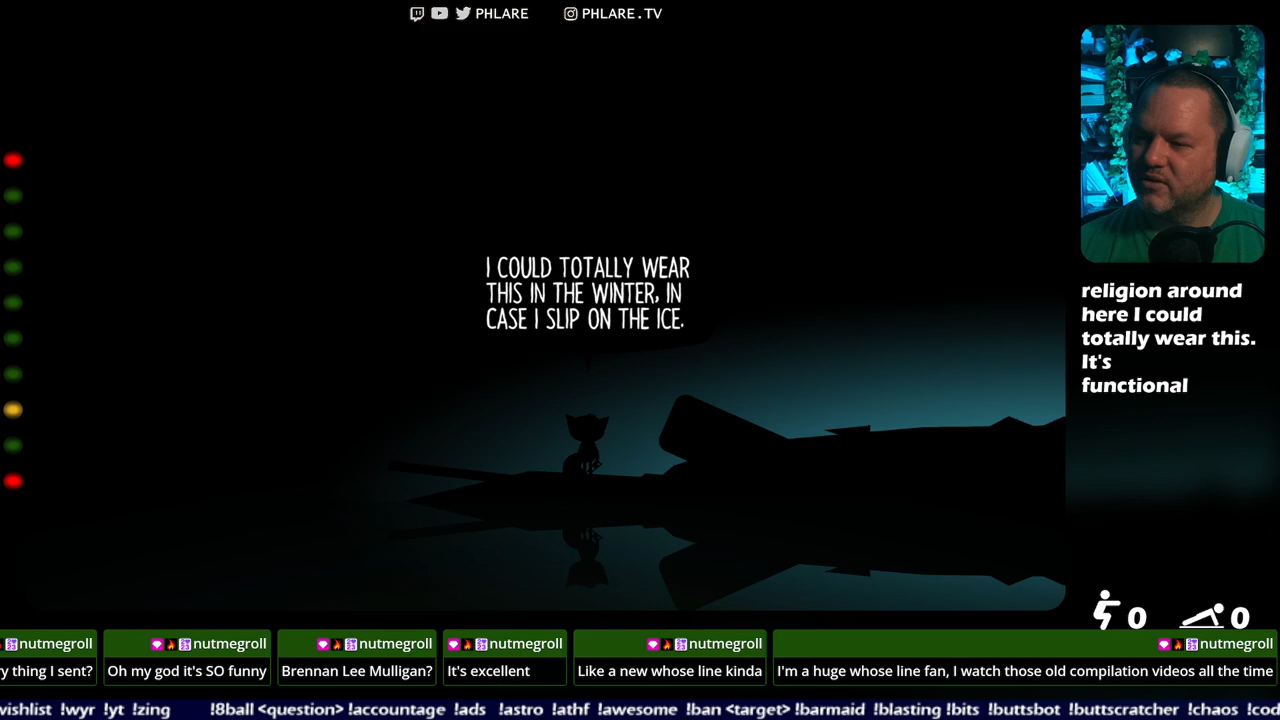 PHLARE PHLARE.TV
I COULD TOTALLY WEAR
THIS IN THE WINTER, IN
CASE I SLIP ON THE ICE.
religion around
here I could
totally wear this.
It's
functional
0 0
nutmegroll nutmegroll nutmegroll nutmegroll nutmegroll nutmegroll
thing I sent? Oh my god it's SO funny Brennan Lee Mulligan? It's excellent Like a new whose line kinda I'm a huge whose line fan, I watch those old compilation videos all the time
!wyr !yt !zing !8ball <question> !accountage !ads !astro !athf !awesome !ban <target> !barmaid !blasting !bits !buttsbot !buttscratcher !chaos